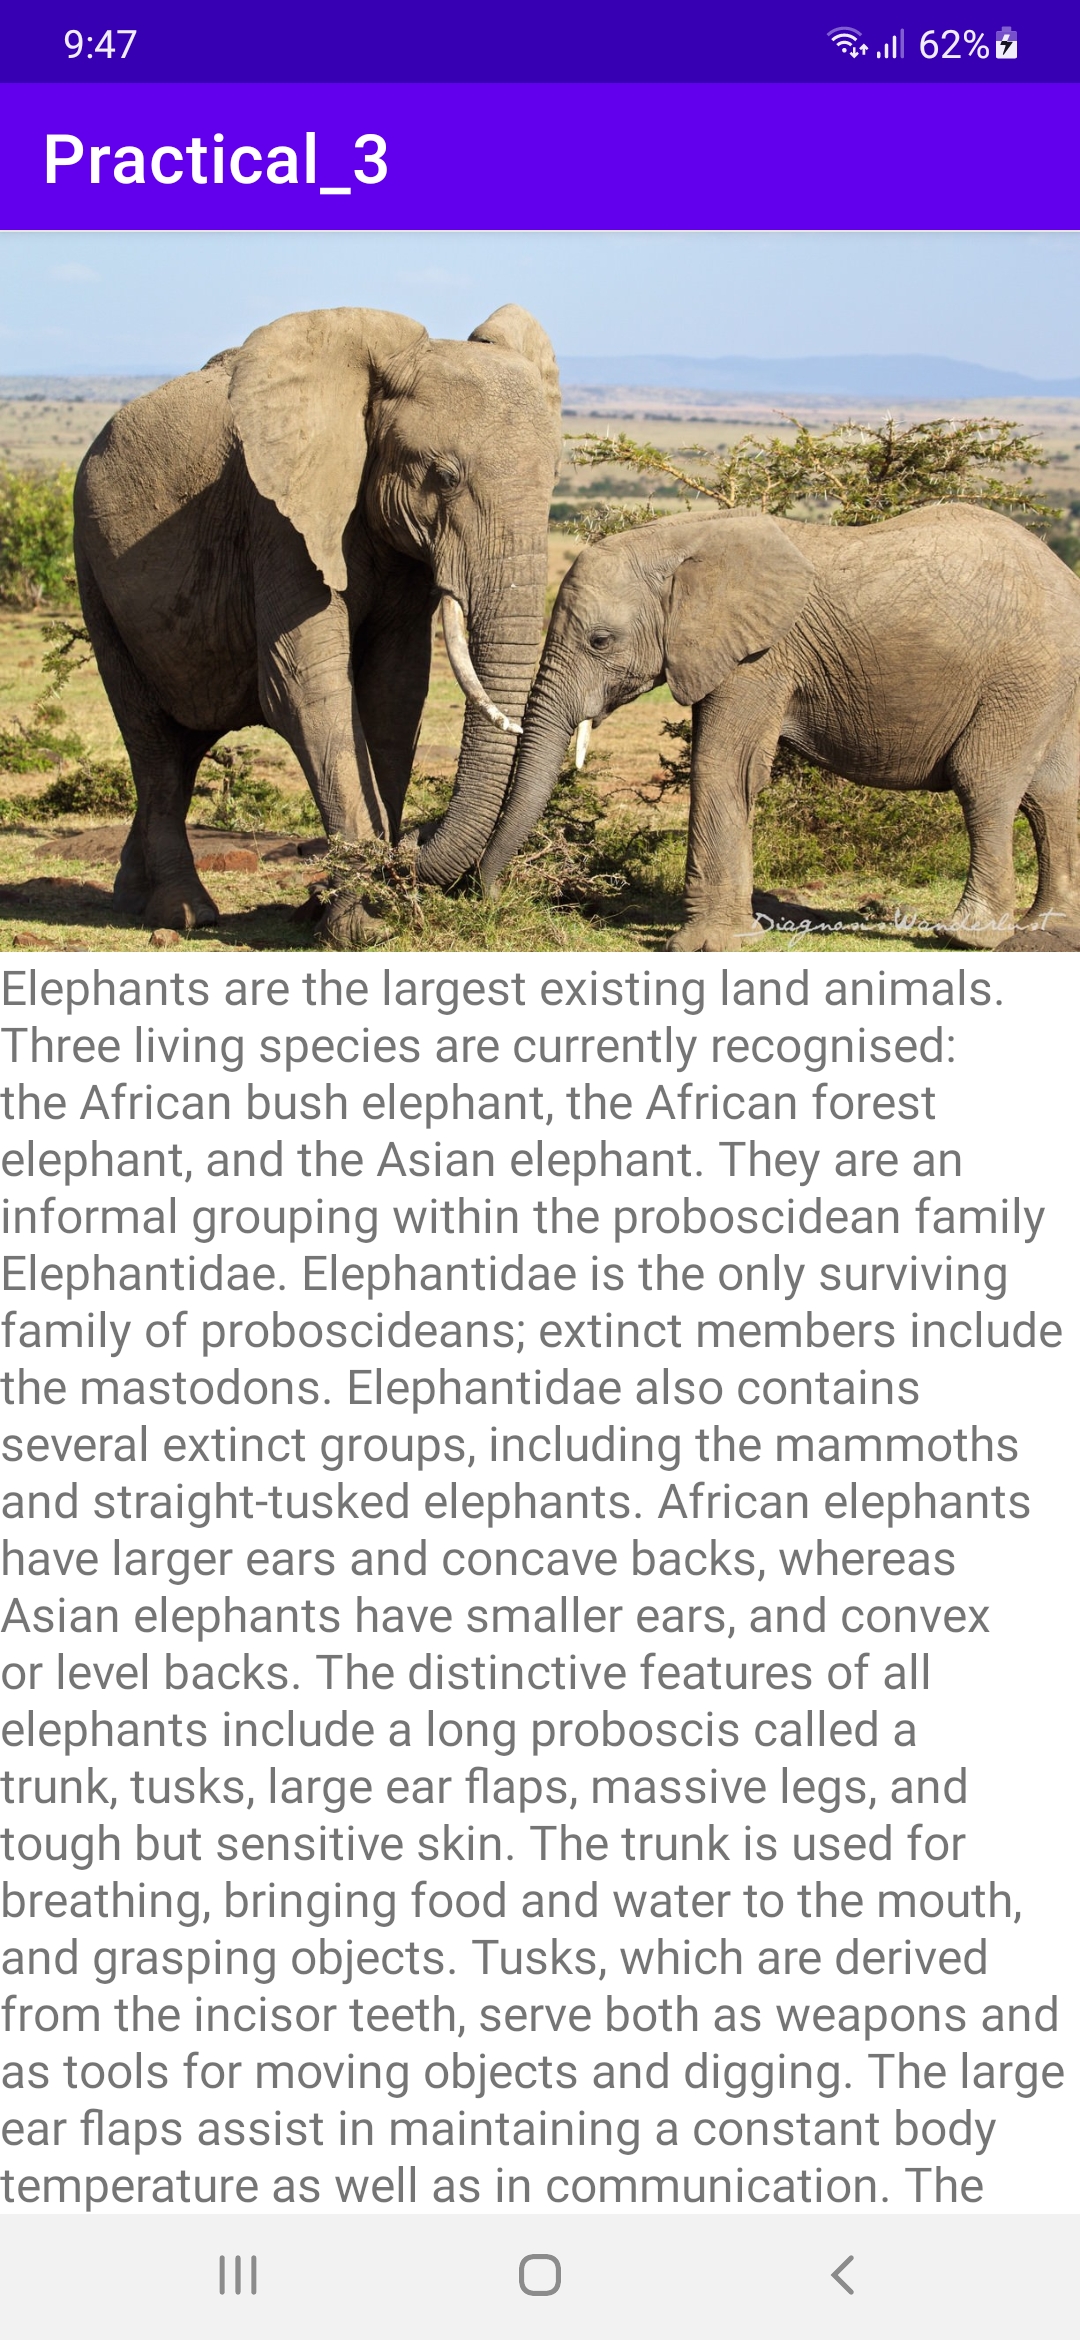 9:47
62%
Practical_3
Diagnosis Wanderlust
Elephants are the largest existing land animals.
Three living species are currently recognised:
the African bush elephant, the African forest
elephant, and the Asian elephant. They are an
informal grouping within the proboscidean family
Elephantidae. Elephantidae is the only surviving
family of proboscideans; extinct members include
the mastodons. Elephantidae also contains
several extinct groups, including the mammoths
and straight-tusked elephants. African elephants
have larger ears and concave backs, whereas
Asian elephants have smaller ears, and convex
or level backs. The distinctive features of all
elephants include a long proboscis called a
trunk, tusks, large ear flaps, massive legs, and
tough but sensitive skin. The trunk is used for
breathing, bringing food and water to the mouth,
and grasping objects. Tusks, which are derived
from the incisor teeth, serve both as weapons and
as tools for moving objects and digging. The large
ear flaps assist in maintaining a constant body
temperature as well as in communication. The